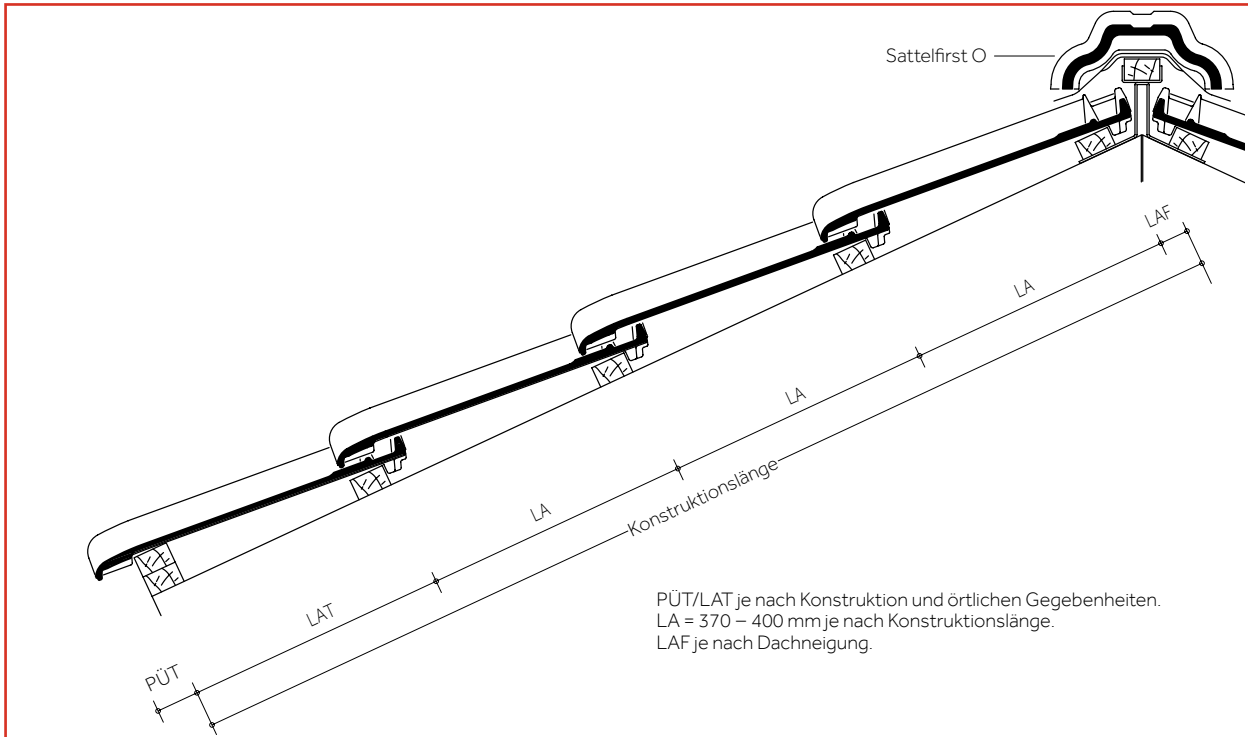 Sattelfirst O
LAF
LA
LA
LA
Konstruktionslänge
LAT
PÜT
PÜT/LAT je nach Konstruktion und örtlichen Gegebenheiten.
LA = 370 – 400 mm je nach Konstruktionslänge.
LAF je nach Dachneigung.